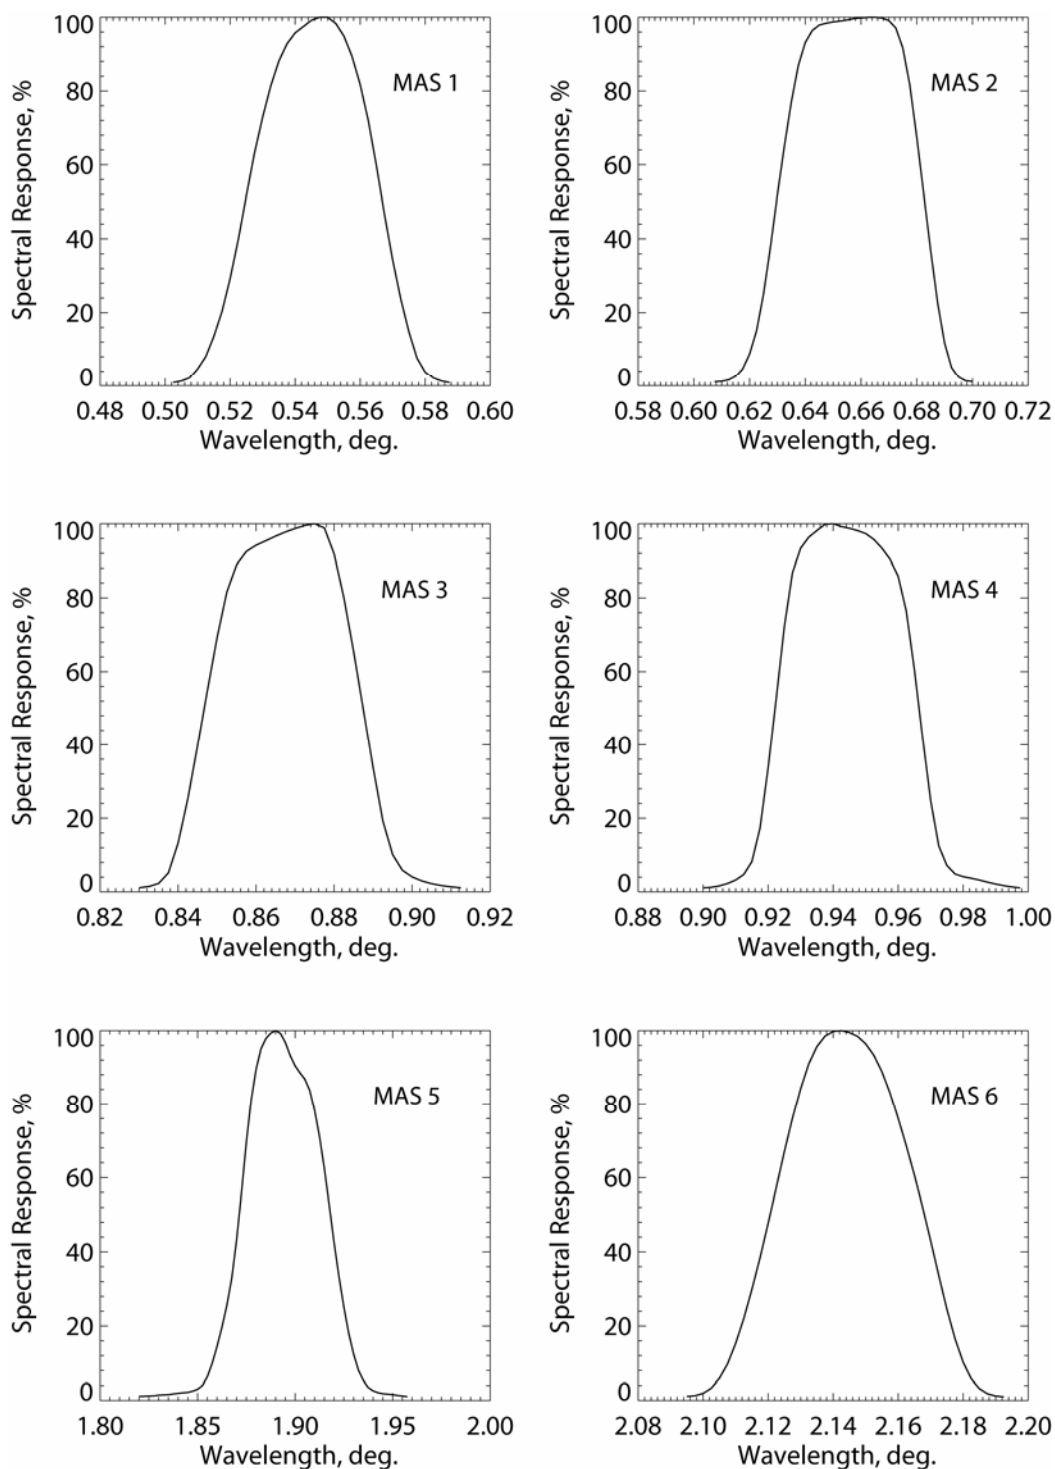 100
80
60
40
20
0
Spectral Response, %
MAS 1
0.48 0.50 0.52 0.54 0.56 0.58 0.60
Wavelength, deg.
100
80
60
40
20
0
Spectral Response, %
MAS 2
0.58 0.60 0.62 0.64 0.66 0.68 0.70 0.72
Wavelength, deg.
100
80
60
40
20
0
Spectral Response, %
MAS 3
0.82 0.84 0.86 0.88 0.90 0.92
Wavelength, deg.
100
80
60
40
20
0
Spectral Response, %
MAS 4
0.88 0.90 0.92 0.94 0.96 0.98 1.00
Wavelength, deg.
100
80
60
40
20
0
Spectral Response, %
MAS 5
1.80 1.85 1.90 1.95 2.00
Wavelength, deg.
100
80
60
40
20
0
Spectral Response, %
MAS 6
2.08 2.10 2.12 2.14 2.16 2.18 2.20
Wavelength, deg.